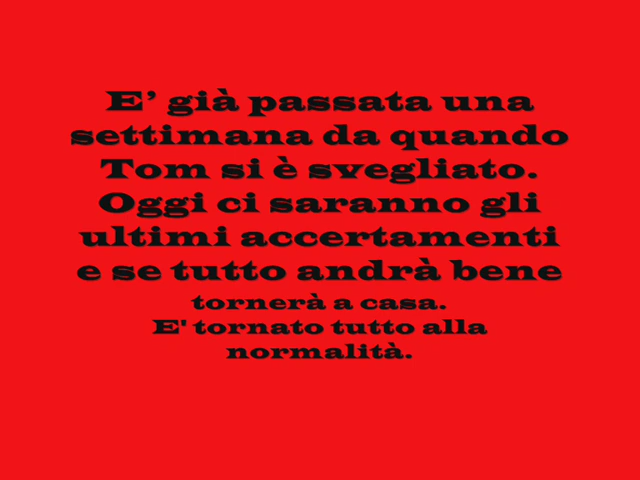 E’ già passata una
settimana da quando
Tom si è svegliato.
Oggi ci saranno gli
ultimi accertamenti
e se tutto andrà bene
tornerà a casa.
E' tornato tutto alla
normalità.